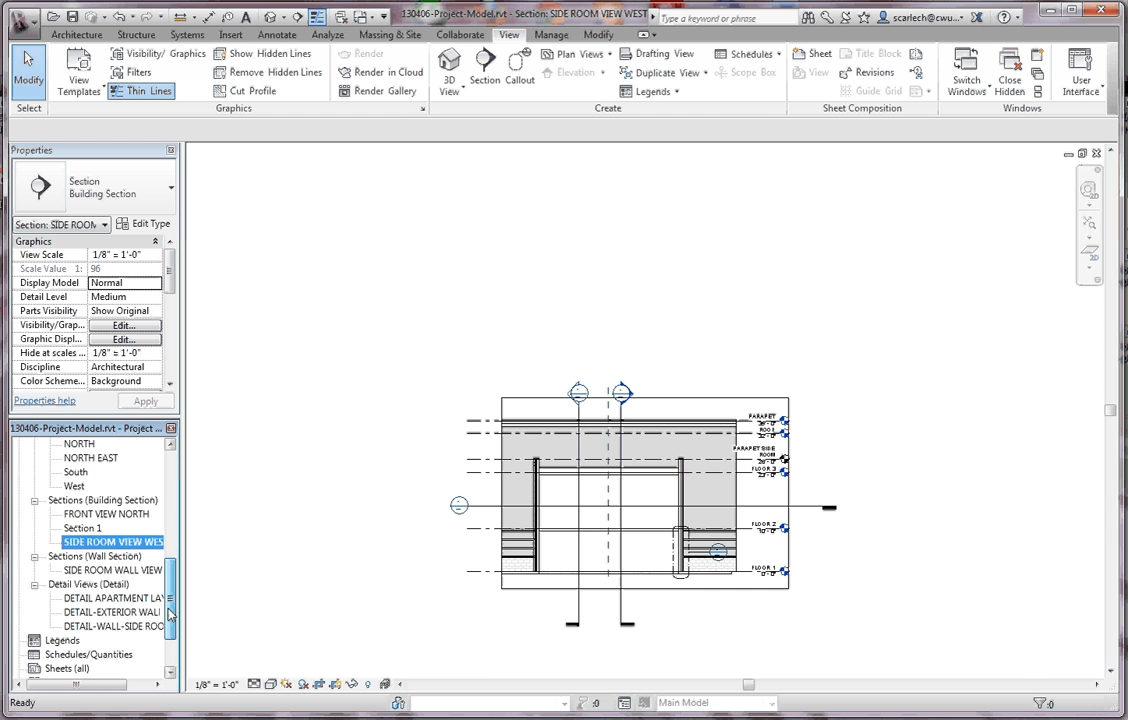 130406-Project-Model.rvt - Section: SIDE ROOM VIEW WEST
Type a keyword or phrase
scarlech@cwu...
Architecture Structure Systems Insert Annotate Analyze Massing & Site Collaborate View Manage Modify
Modify
View
Templates
Visibility/ Graphics
Filters
Thin Lines
Show Hidden Lines
Remove Hidden Lines
Cut Profile
Render
Render in Cloud
Render Gallery
3D
View
Section
Callout
Plan Views
Elevation
Drafting View
Duplicate View
Legends
Schedules
Scope Box
Sheet
View
Title Block
Revisions
Guide Grid
Switch
Windows
Close
Hidden
User
Interface
Select
Graphics
Create
Sheet Composition
Windows
Properties
Section
Building Section
Section: SIDE ROOM
Edit Type
Graphics
View Scale 1/8" = 1'-0"
Scale Value 1: 96
Display Model Normal
Detail Level Medium
Parts Visibility Show Original
Visibility/Grap... Edit...
Graphic Displ... Edit...
Hide at scales ... 1/8" = 1'-0"
Discipline Architectural
Color Scheme... Background
Properties help
Apply
130406-Project-Model.rvt - Project ...
NORTH
NORTH EAST
South
West
Sections (Building Section)
FRONT VIEW NORTH
Section 1
SIDE ROOM VIEW WES
Sections (Wall Section)
SIDE ROOM WALL VIEW
Detail Views (Detail)
DETAIL APARTMENT LAY
DETAIL-EXTERIOR WALL
DETAIL-WALL-SIDE ROO
Legends
Schedules/Quantities
Sheets (all)
PARAPET
ROOF
PARAPET SIDE
ROOM
FLOOR 3
FLOOR 2
FLOOR 1
1/8" = 1'-0"
Ready
:0
Main Model
:0